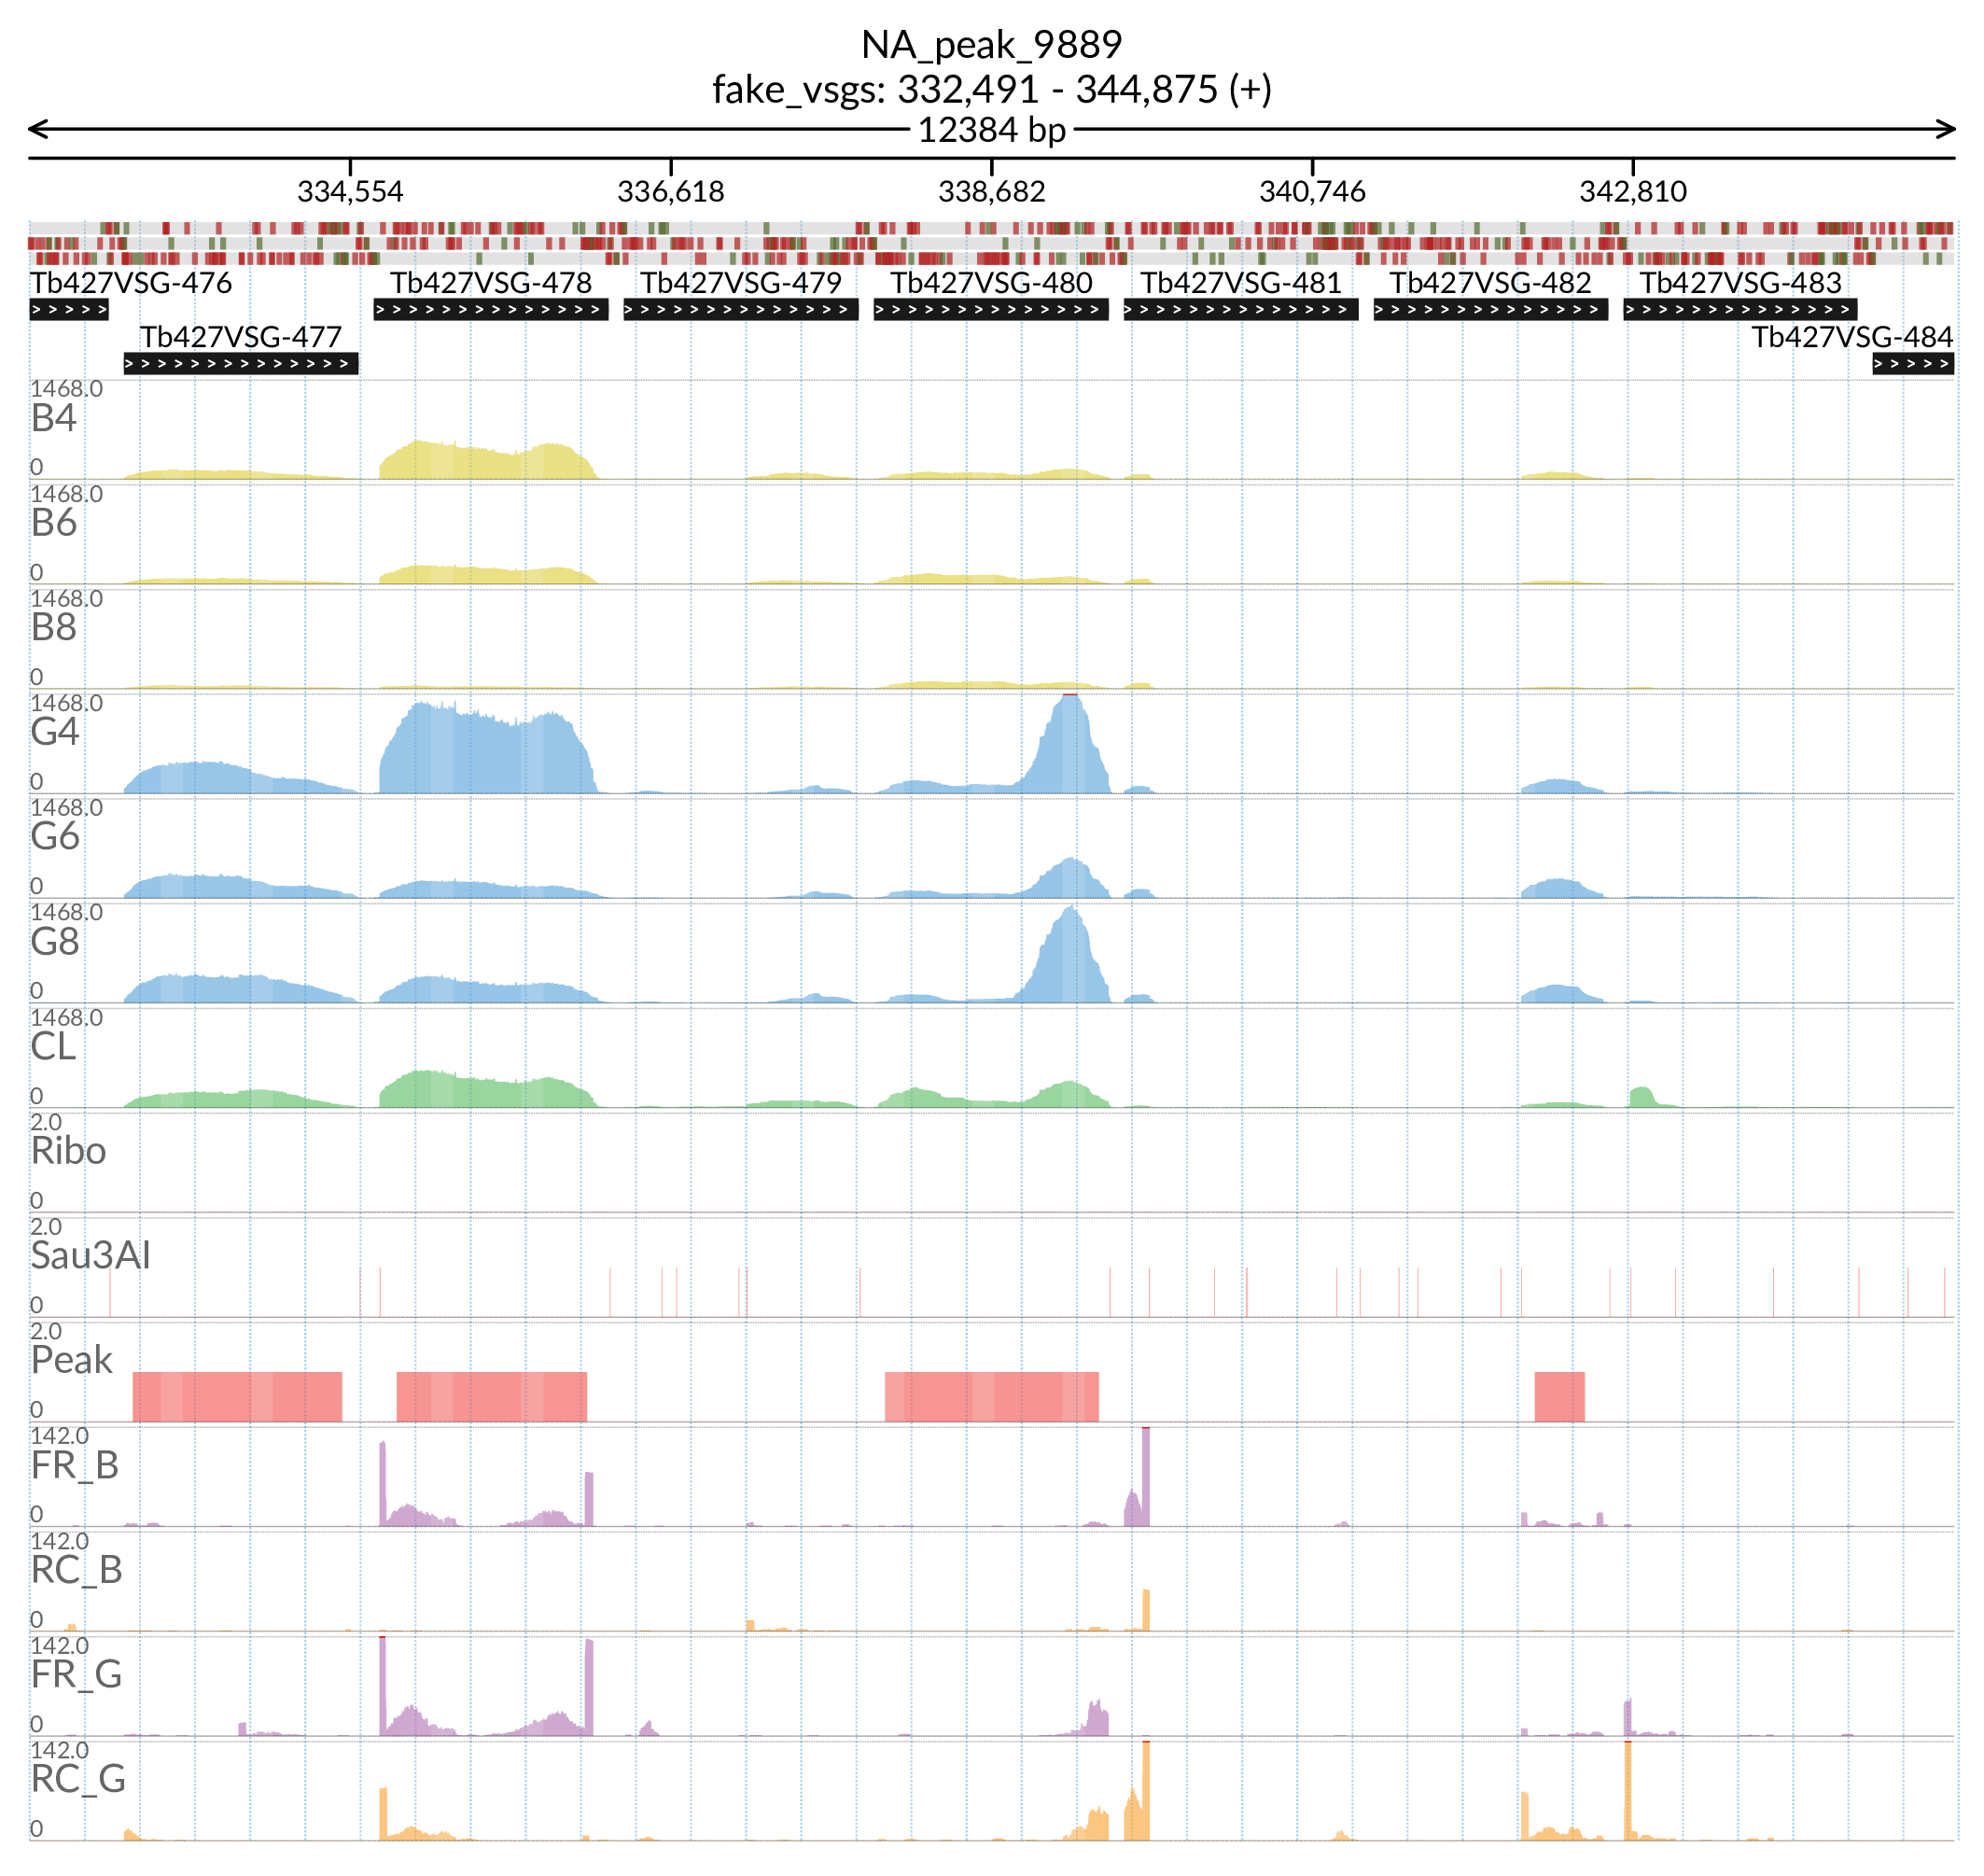 NA_peak_9889
fake_vsgs: 332,491 - 344,875 (+)
12384 bp
334,554 336,618 338,682 340,746 342,810
Tb427VSG-476 Tb427VSG-478 Tb427VSG-479 Tb427VSG-480 Tb427VSG-481 Tb427VSG-482 Tb427VSG-483
Tb427VSG-477 Tb427VSG-484
1468.0
B4
0
1468.0
B6
0
1468.0
B8
0
1468.0
G4
0
1468.0
G6
0
1468.0
G8
0
1468.0
CL
0
2.0
Ribo
0
2.0
Sau3AI
0
2.0
Peak
0
142.0
FR_B
0
142.0
RC_B
0
142.0
FR_G
0
142.0
RC_G
0